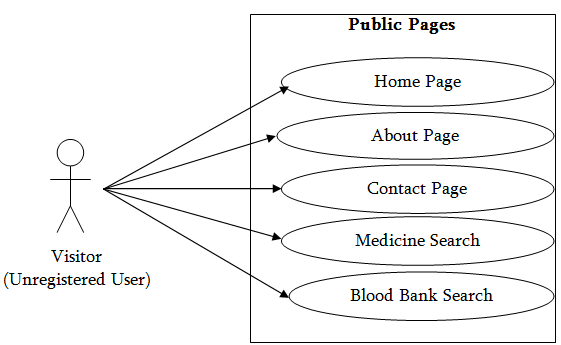 Public Pages
Home Page
About Page
Contact Page
Medicine Search
Blood Bank Search
Visitor
(Unregistered User)